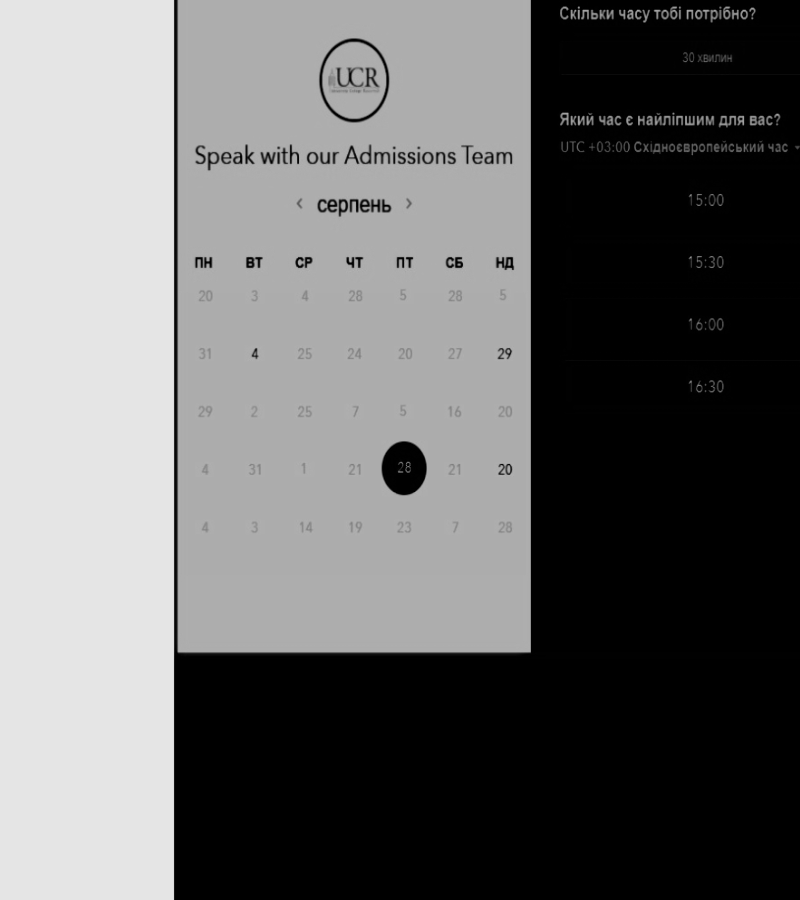 UCR
Speak with our Admissions Team
‹ серпень ›
ПН ВТ СР ЧТ ПТ СБ НД
20 3 4 28 5 28 5
31 4 25 24 20 27 29
29 2 25 7 5 16 20
4 31 1 21 28 21 20
4 3 14 19 23 7 28
Скільки часу тобі потрібно?
30 хвилин
Який час є найліпшим для вас?
UTC +03:00 Східноєвропейський час
15:00
15:30
16:00
16:30